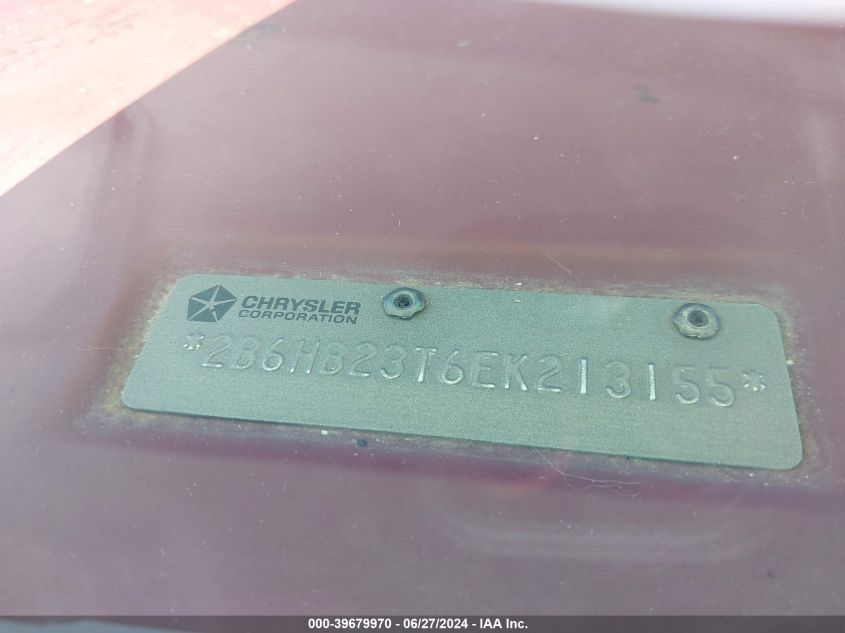 CHRYSLER
CORPORATION
*2B6HB23T6EK213155*
000-39679970 - 06/27/2024 - IAA Inc.